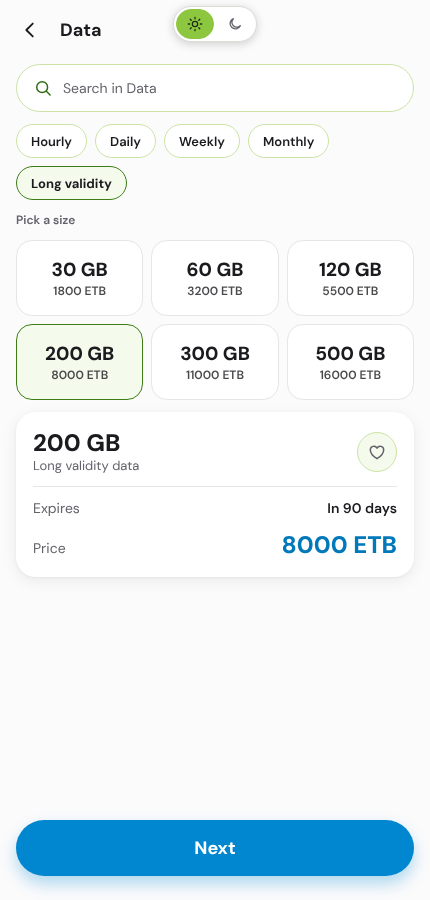 Data
Search in Data
Hourly Daily Weekly Monthly
Long validity
Pick a size
30 GB 60 GB 120 GB
1800 ETB 3200 ETB 5500 ETB
200 GB 300 GB 500 GB
8000 ETB 11000 ETB 16000 ETB
200 GB
Long validity data
Expires In 90 days
Price 8000 ETB
Next